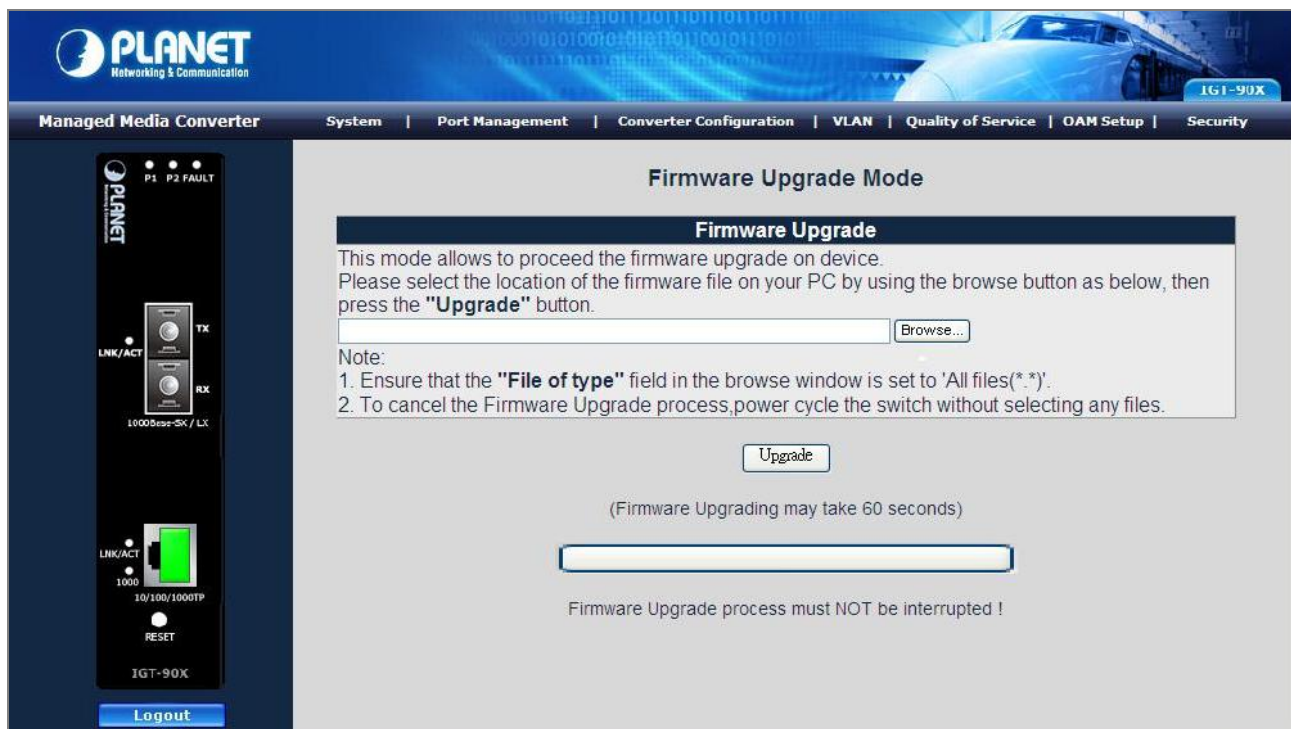 PLANET
Networking & Communication
IGT-90X
Managed Media Converter
System | Port Management | Converter Configuration | VLAN | Quality of Service | OAM Setup | Security
P1 P2 FAULT
PLANET
TX
LNK/ACT
RX
1000Base-SX / LX
LNK/ACT
1000
10/100/1000TP
RESET
IGT-90X
Logout
Firmware Upgrade Mode
Firmware Upgrade
This mode allows to proceed the firmware upgrade on device.
Please select the location of the firmware file on your PC by using the browse button as below, then
press the "Upgrade" button.
Browse...
Note:
1. Ensure that the "File of type" field in the browse window is set to 'All files(*.*)'.
2. To cancel the Firmware Upgrade process,power cycle the switch without selecting any files.
Upgrade
(Firmware Upgrading may take 60 seconds)
Firmware Upgrade process must NOT be interrupted !